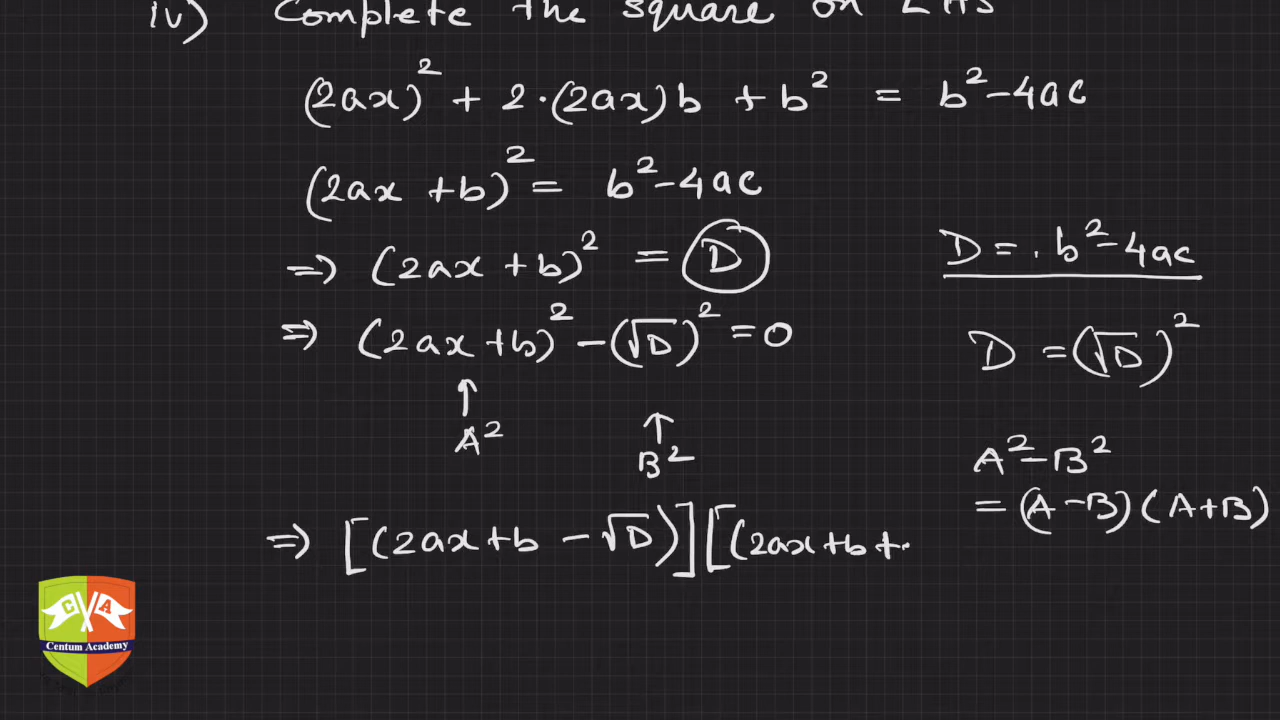 iv) Complete the square on LHS
(2ax)² + 2·(2ax)b + b² = b²-4ac
(2ax +b)² = b²-4ac
=> (2ax +b)² = D
D = . b²-4ac
=> (2ax +b)² - (√D)² = 0
D = (√D)²
↑ ↑
A² B²
A²-B²
= (A-B)(A+B)
=> [(2ax+b - √D)][(2ax+b+
C A
Centum Academy